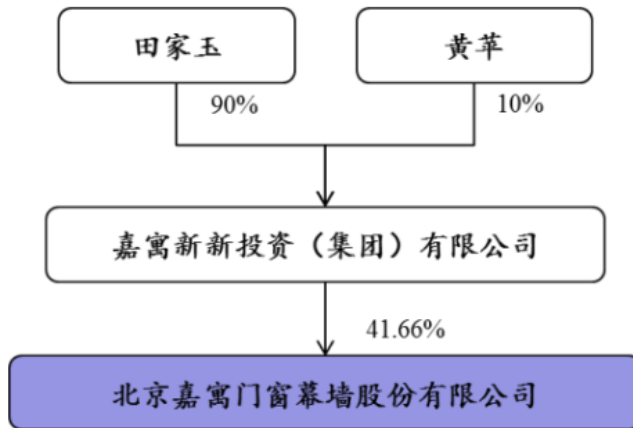 田家玉
黄苹
90%
10%
嘉寓新新投资（集团）有限公司
41.66%
北京嘉寓门窗幕墙股份有限公司